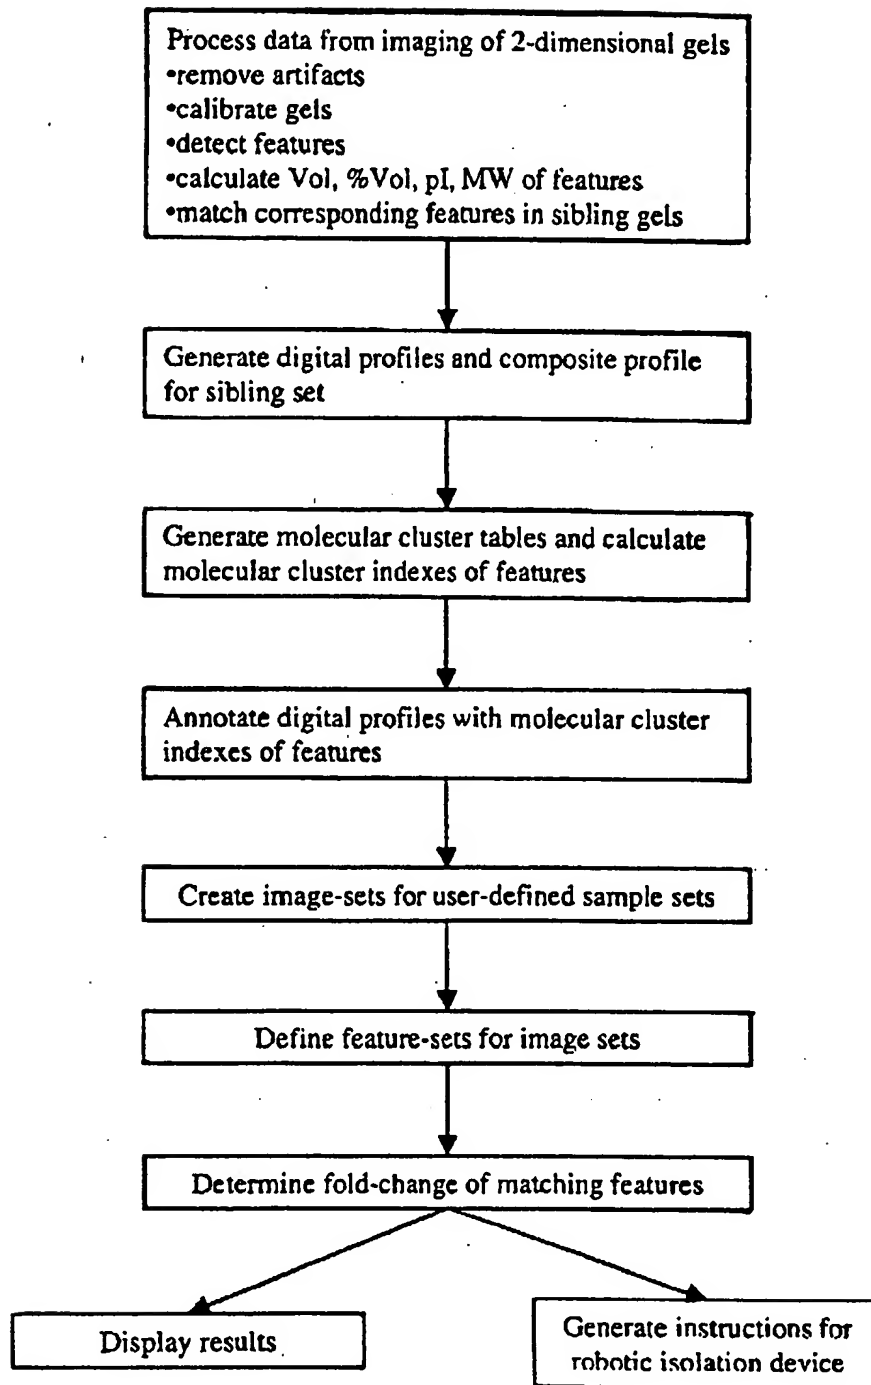 Process data from imaging of 2-dimensional gels
•remove artifacts
•calibrate gels
•detect features
•calculate Vol, %Vol, pI, MW of features
•match corresponding features in sibling gels
Generate digital profiles and composite profile
for sibling set
Generate molecular cluster tables and calculate
molecular cluster indexes of features
Annotate digital profiles with molecular cluster
indexes of features
Create image-sets for user-defined sample sets
Define feature-sets for image sets
Determine fold-change of matching features
Display results
Generate instructions for
robotic isolation device